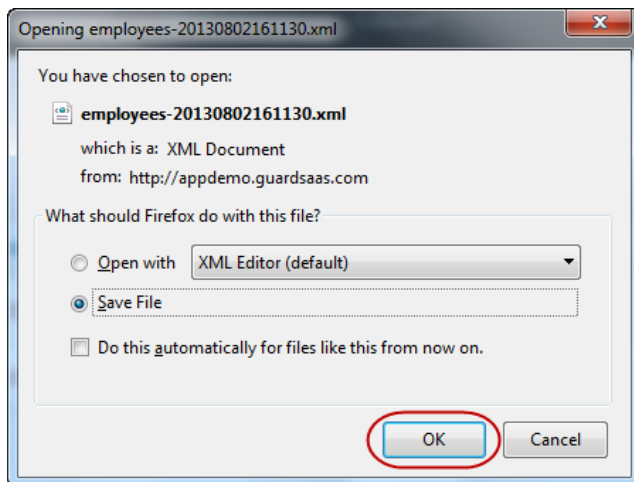 Opening employees-20130802161130.xml
You have chosen to open:
employees-20130802161130.xml
which is a: XML Document
from: http://appdemo.guardsaas.com
What should Firefox do with this file?
Open with XML Editor (default)
Save File
Do this automatically for files like this from now on.
OK Cancel